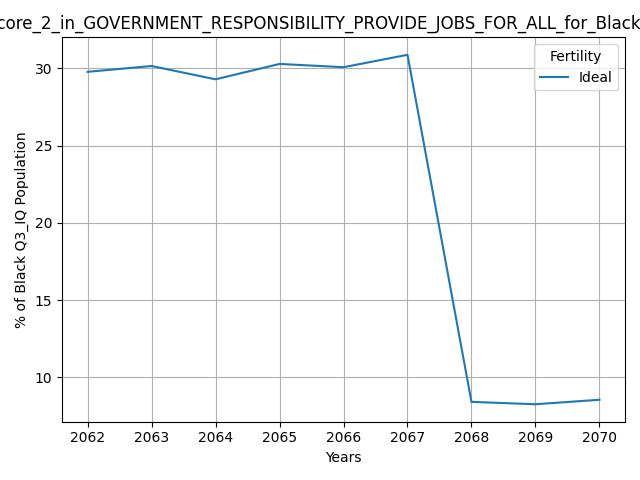 core_2_in_GOVERNMENT_RESPONSIBILITY_PROVIDE_JOBS_FOR_ALL_for_Black
Fertility
Ideal
% of Black Q3_IQ Population
30
25
20
15
10
2062 2063 2064 2065 2066 2067 2068 2069 2070
Years